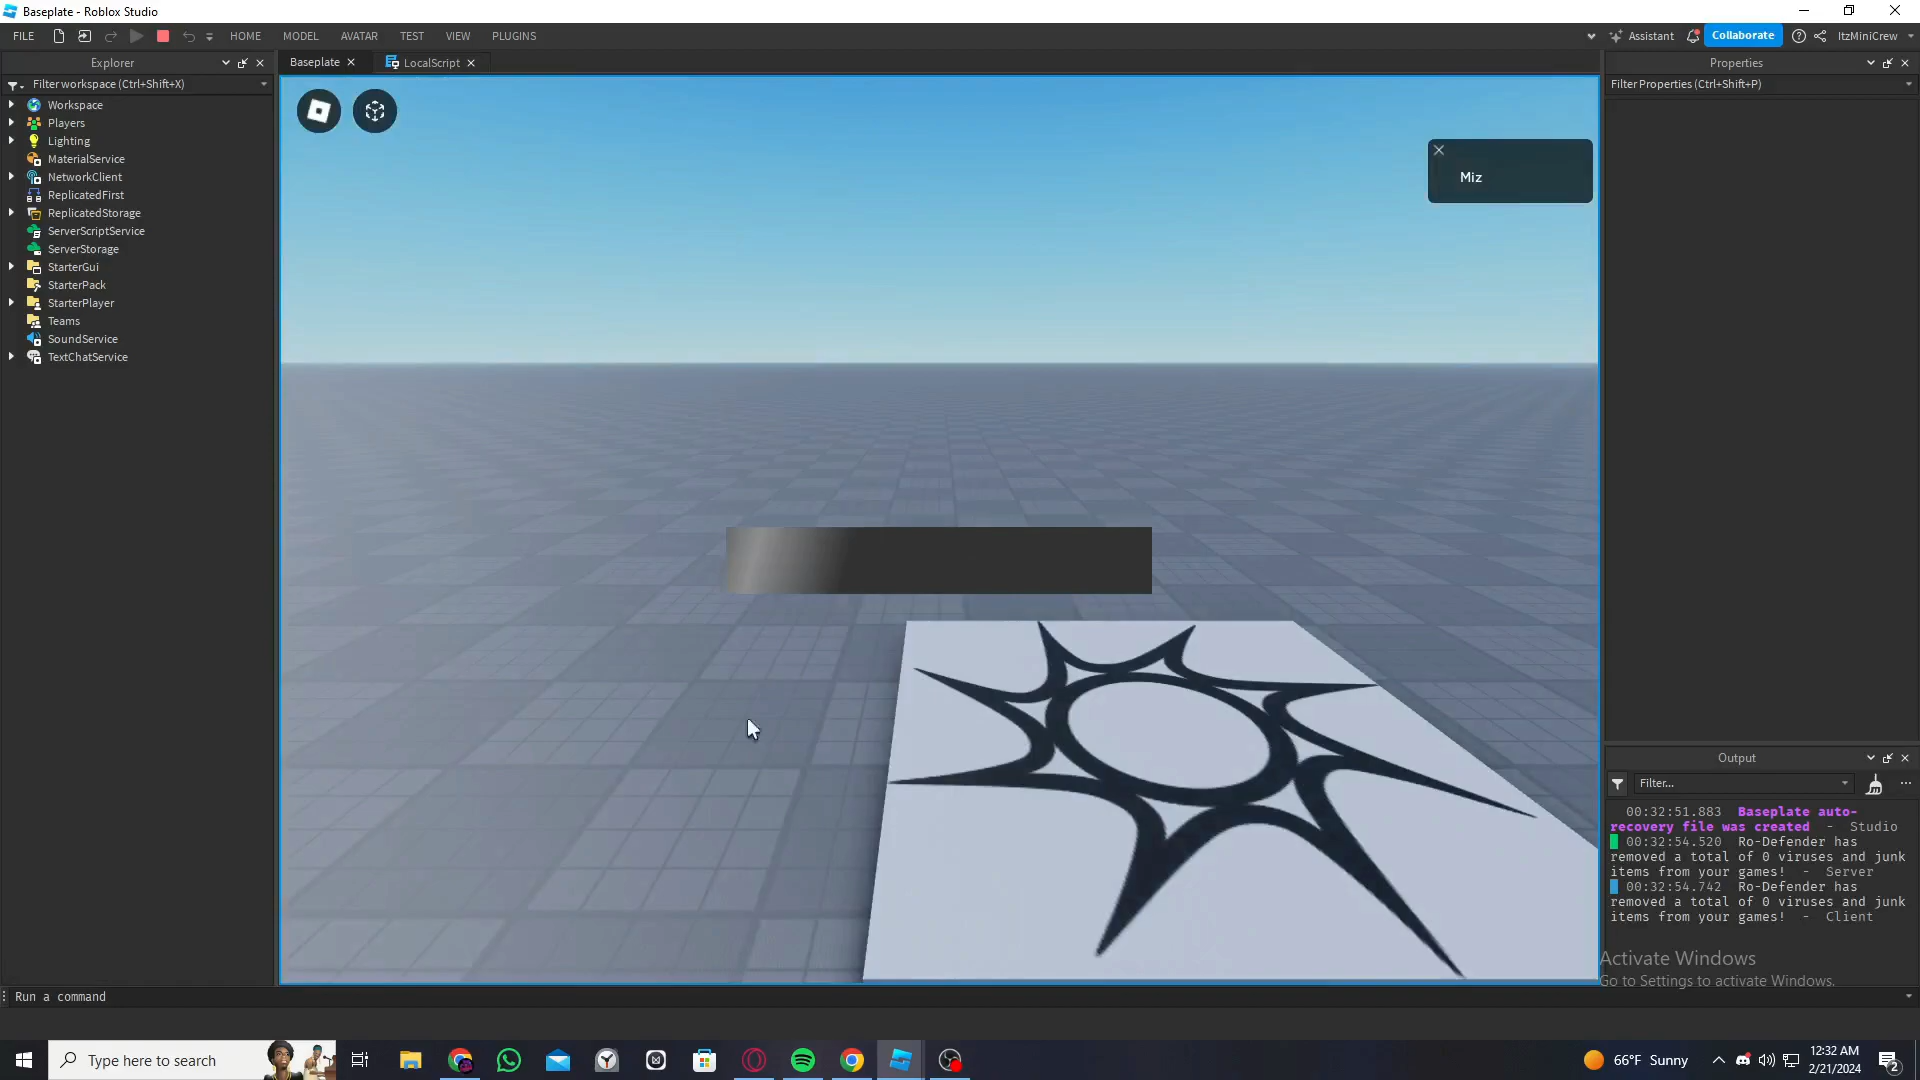 Baseplate - Roblox Studio
FILE
HOME
MODEL
AVATAR
TEST
VIEW
PLUGINS
Assistant
Collaborate
ItzMiniCrew
Explorer
Baseplate
LocalScript
Properties
Filter workspace (Ctrl+Shift+X)
Filter Properties (Ctrl+Shift+P)
Workspace
Players
Lighting
MaterialService
NetworkClient
ReplicatedFirst
ReplicatedStorage
ServerScriptService
ServerStorage
StarterGui
StarterPack
StarterPlayer
Teams
SoundService
TextChatService
Miz
Output
Filter...
00:32:51.883 Baseplate auto-
recovery file was created - Studio
00:32:54.520 Ro-Defender has
removed a total of 0 viruses and junk
items from your games! - Server
00:32:54.742 Ro-Defender has
removed a total of 0 viruses and junk
items from your games! - Client
Activate Windows
Go to Settings to activate Windows.
Run a command
Type here to search
66°F Sunny
12:32 AM
2/21/2024
2